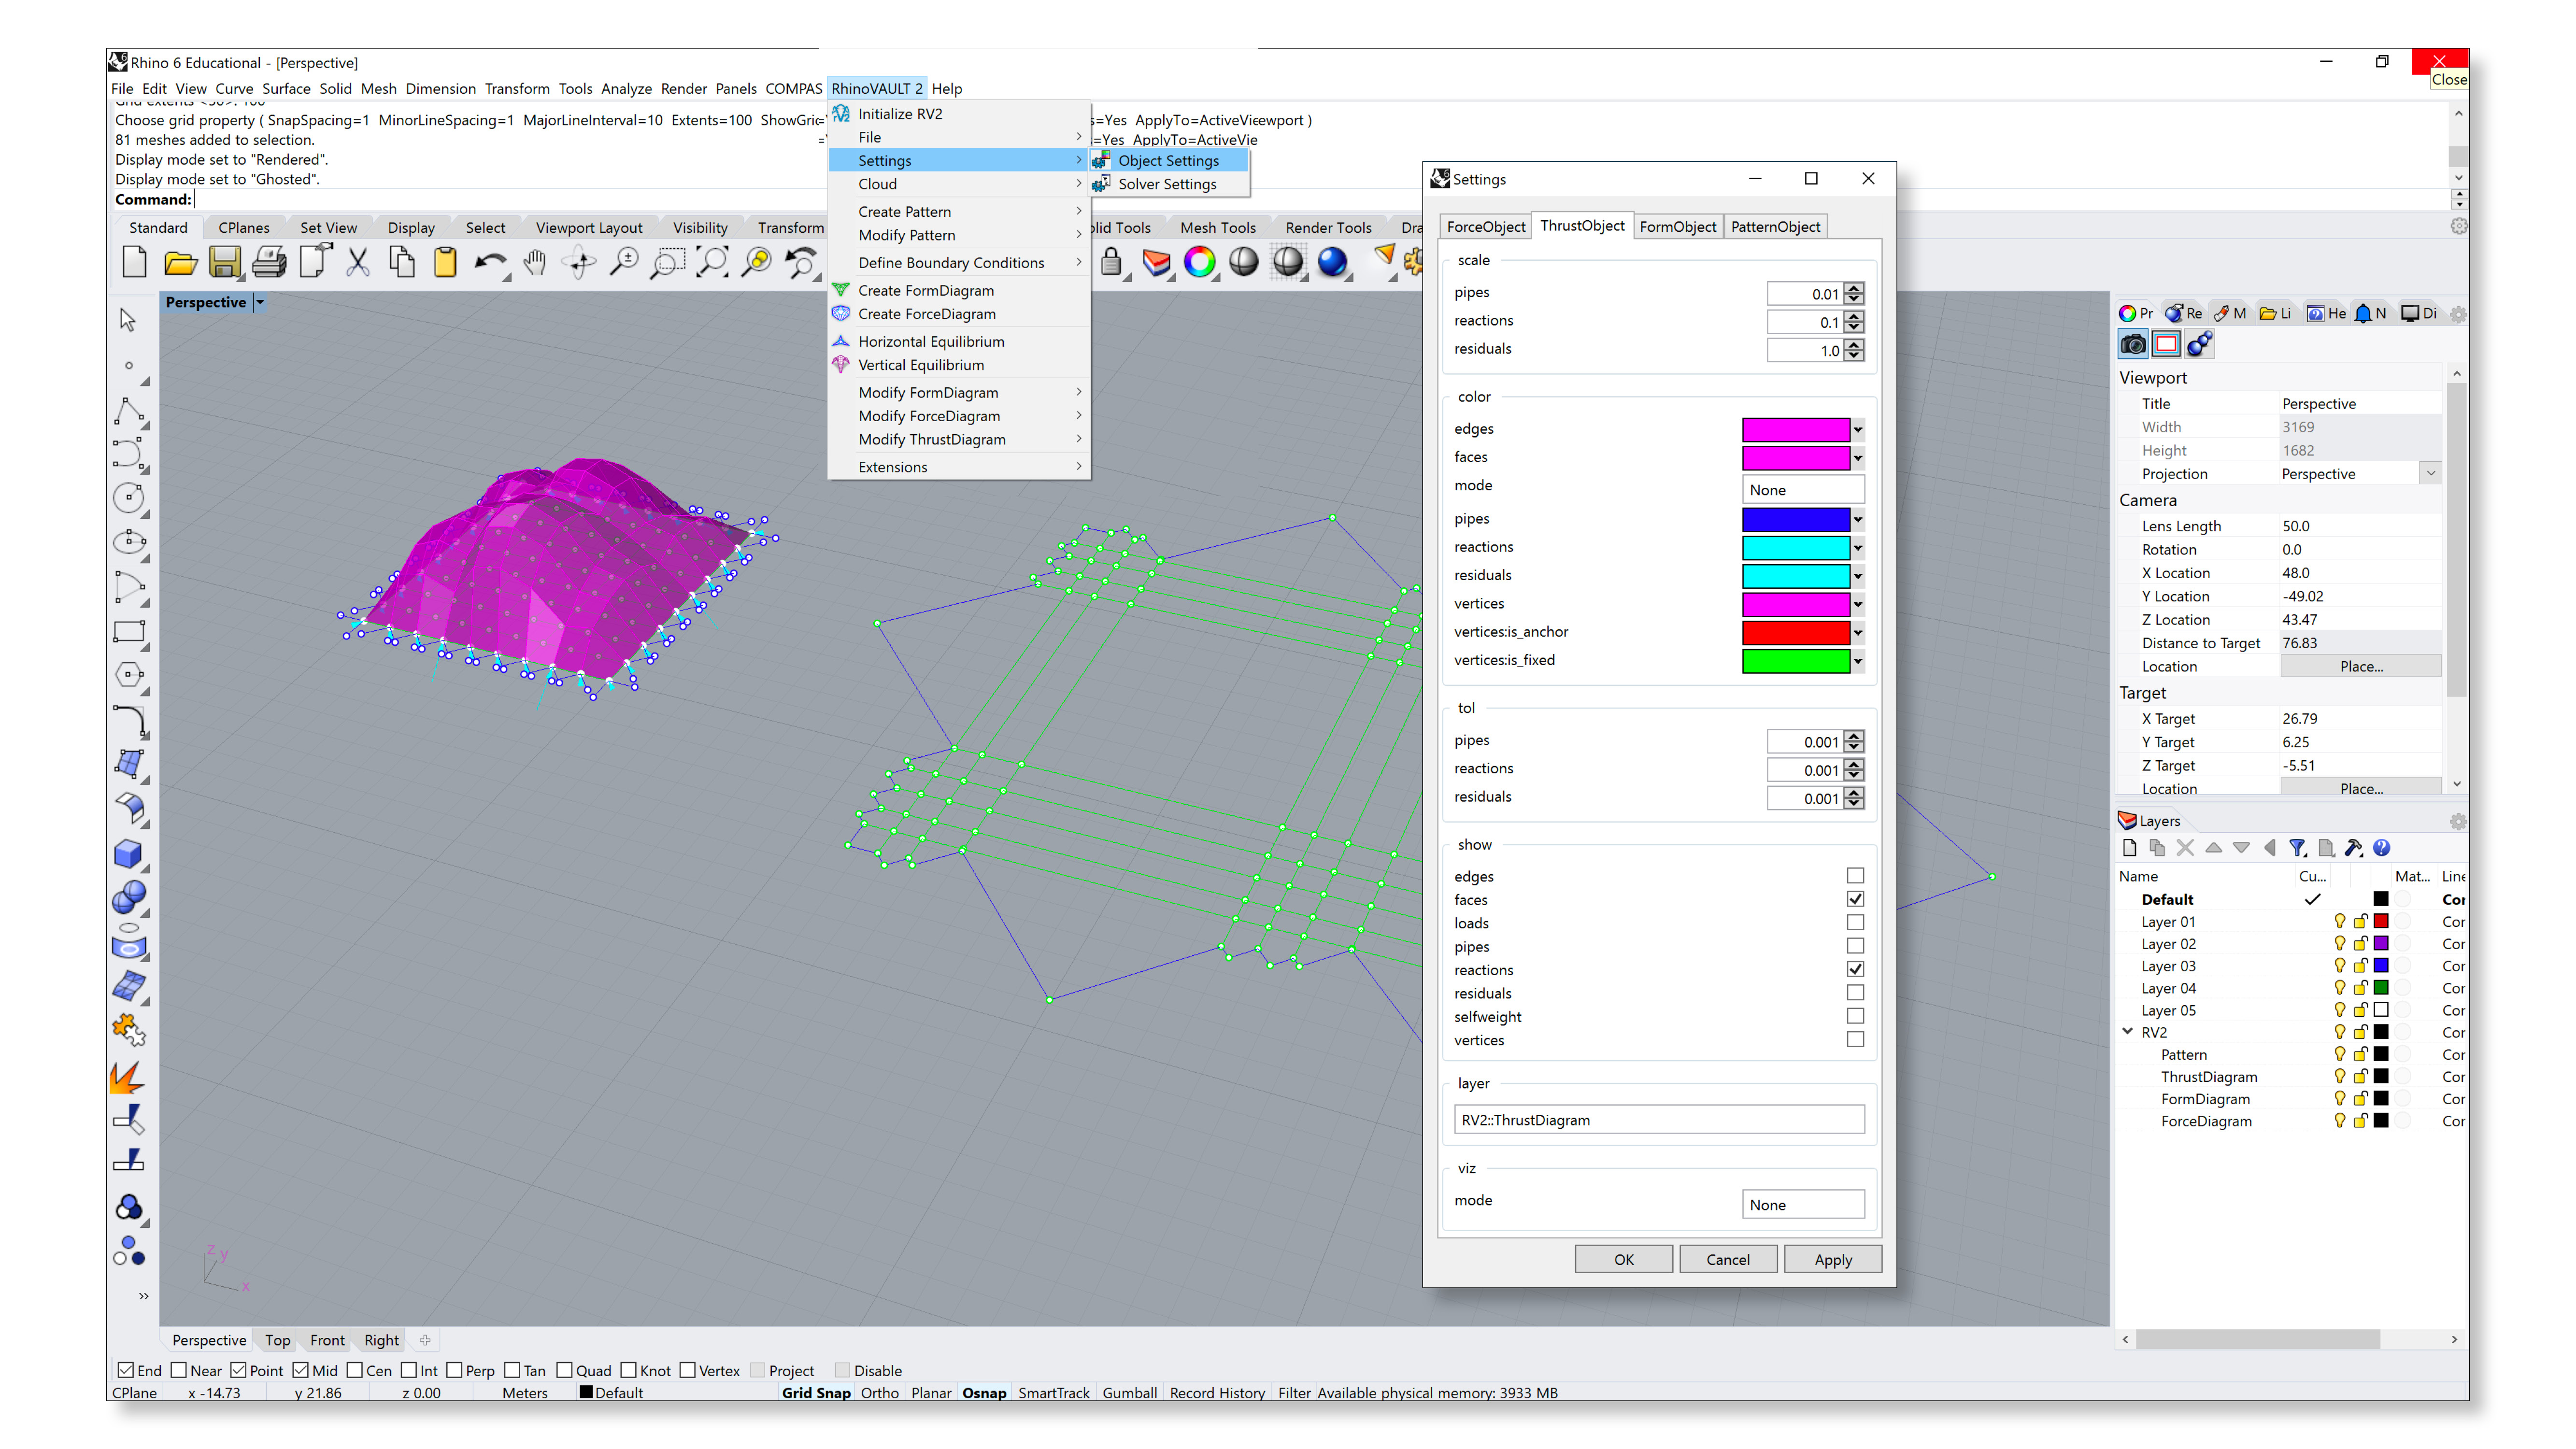 Rhino 6 Educational - [Perspective]
Close
File Edit View Curve Surface Solid Mesh Dimension Transform Tools Analyze Render Panels COMPAS RhinoVAULT 2 Help
Choose grid property ( SnapSpacing=1 MinorLineSpacing=1 MajorLineInterval=10 Extents=100 ShowGric
=Yes ApplyTo=ActiveViewport )
81 meshes added to selection.
=Yes ApplyTo=ActiveVie
Display mode set to "Rendered".
Display mode set to "Ghosted".
Command:
Initialize RV2
File
Settings
Cloud
Create Pattern
Modify Pattern
Define Boundary Conditions
Create FormDiagram
Create ForceDiagram
Horizontal Equilibrium
Vertical Equilibrium
Modify FormDiagram
Modify ForceDiagram
Modify ThrustDiagram
Extensions
Object Settings
Solver Settings
Standard CPlanes Set View Display Select Viewport Layout Visibility Transform
lid Tools Mesh Tools Render Tools Dra
Perspective
Settings
ForceObject ThrustObject FormObject PatternObject
scale
pipes 0.01
reactions 0.1
residuals 1.0
color
edges
faces
mode None
pipes
reactions
residuals
vertices
vertices:is_anchor
vertices:is_fixed
tol
pipes 0.001
reactions 0.001
residuals 0.001
show
edges
faces
loads
pipes
reactions
residuals
selfweight
vertices
layer
RV2::ThrustDiagram
viz
mode None
OK Cancel Apply
Pr Re M Li He N Di
Viewport
Title Perspective
Width 3169
Height 1682
Projection Perspective
Camera
Lens Length 50.0
Rotation 0.0
X Location 48.0
Y Location -49.02
Z Location 43.47
Distance to Target 76.83
Location Place...
Target
X Target 26.79
Y Target 6.25
Z Target -5.51
Location Place...
Layers
Name Cu... Mat... Line
Default Cor
Layer 01 Cor
Layer 02 Cor
Layer 03 Cor
Layer 04 Cor
Layer 05 Cor
RV2 Cor
Pattern Cor
ThrustDiagram Cor
FormDiagram Cor
ForceDiagram Cor
z y
x
Perspective Top Front Right
End Near Point Mid Cen Int Perp Tan Quad Knot Vertex Project Disable
CPlane x -14.73 y 21.86 z 0.00 Meters Default Grid Snap Ortho Planar Osnap SmartTrack Gumball Record History Filter Available physical memory: 3933 MB